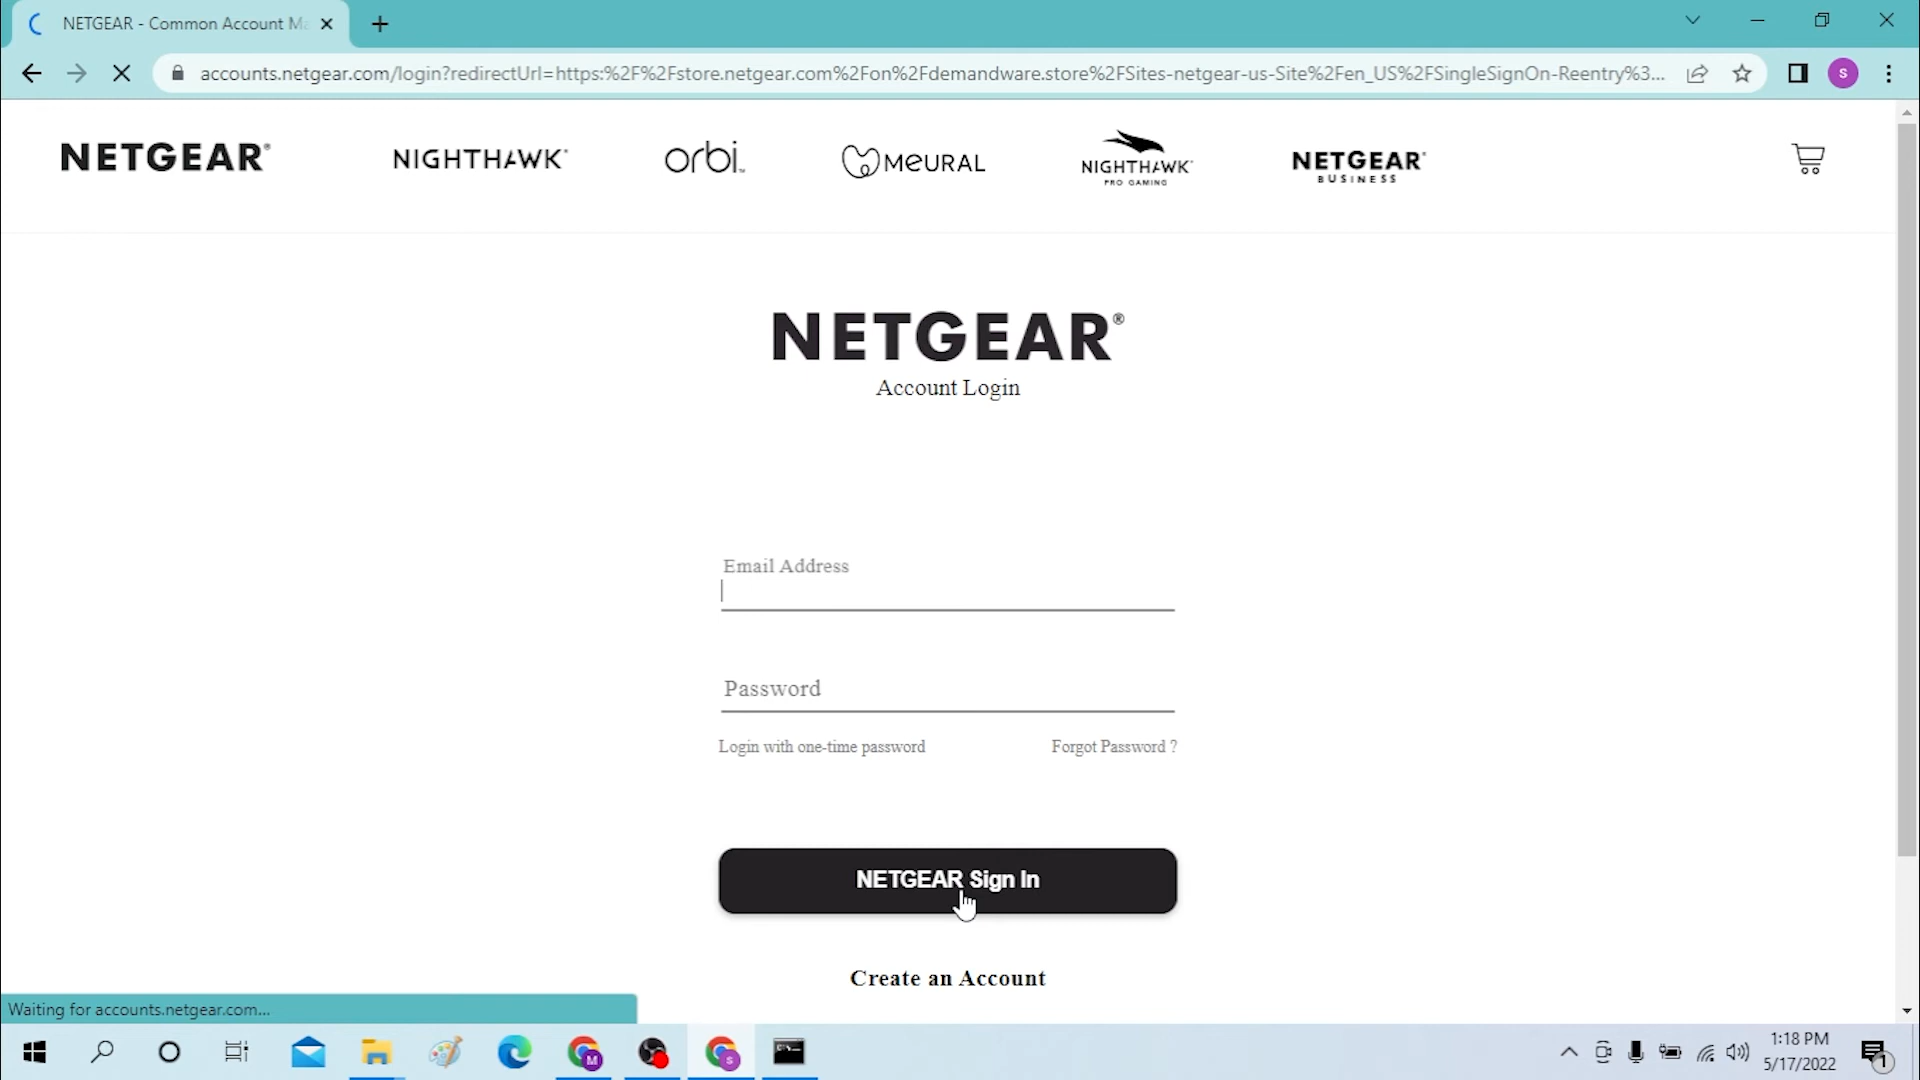 NETGEAR - Common Account Ma
accounts.netgear.com/login?redirectUrl=https:%2F%2Fstore.netgear.com%2Fon%2Fdemandware.store%2FSites-netgear-us-Site%2Fen_US%2FSingleSignOn-Reentry%3...
S
NETGEAR®
NIGHTHAWK®
orbi™
MEURAL
NIGHTHAWK®
PRO GAMING
NETGEAR®
BUSINESS
NETGEAR®
Account Login
Email Address
Password
Login with one-time password
Forgot Password ?
NETGEAR Sign In
Create an Account
Waiting for accounts.netgear.com...
M
S
1:18 PM
5/17/2022
1